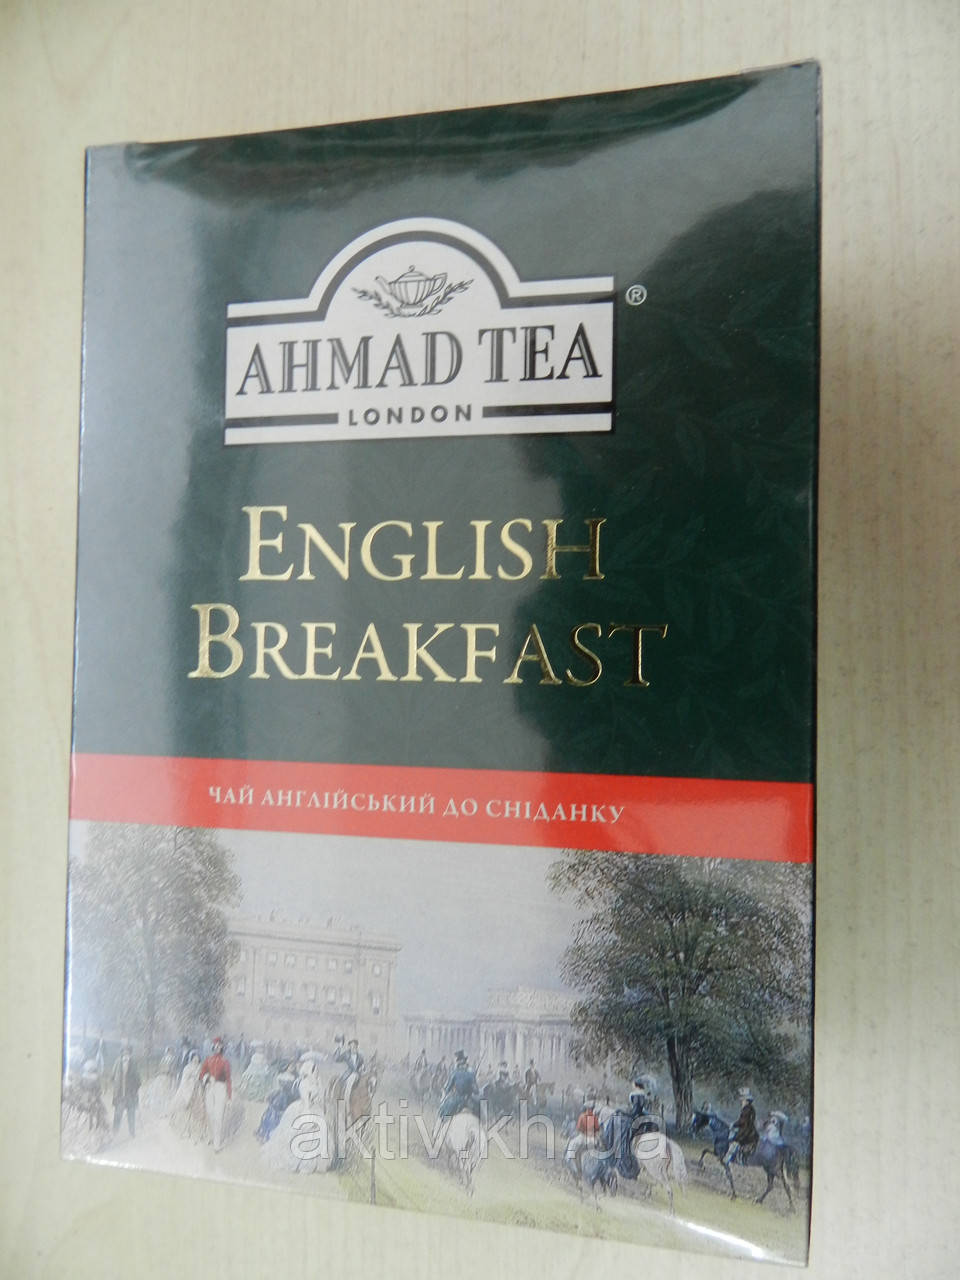 AHMAD TEA
®
LONDON
ENGLISH
BREAKFAST
ЧАЙ АНГЛІЙСЬКИЙ ДО СНІДАНКУ
aktiv.kh.ua